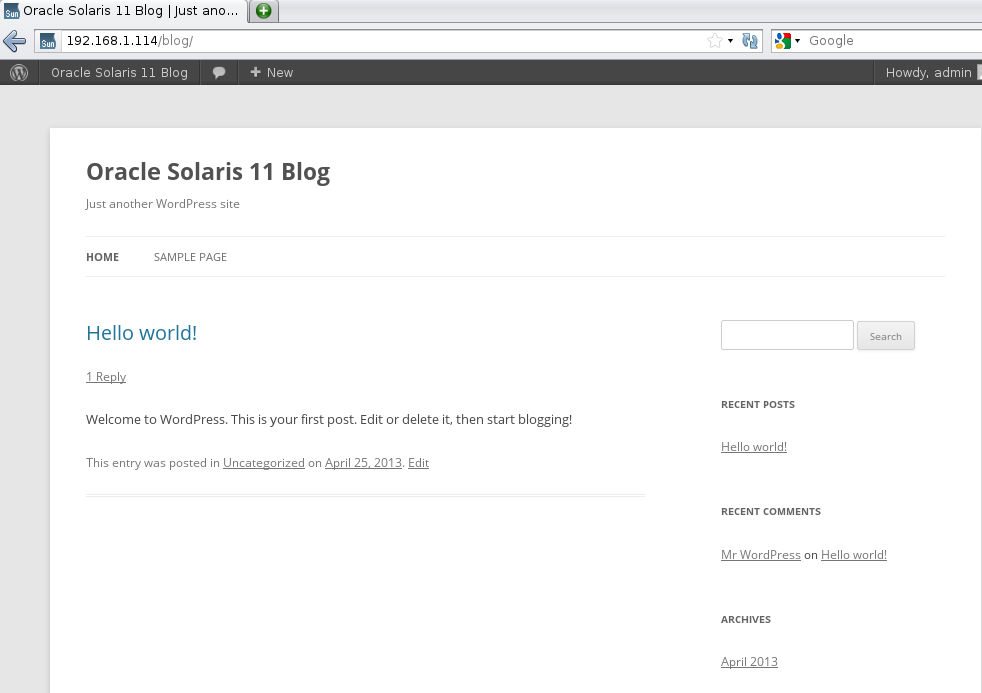 Sun Oracle Solaris 11 Blog | Just ano...
Sun 192.168.1.114/blog/ Google
Oracle Solaris 11 Blog + New Howdy, admin
Oracle Solaris 11 Blog
Just another WordPress site
HOME SAMPLE PAGE
Hello world!
Search
1 Reply
RECENT POSTS
Welcome to WordPress. This is your first post. Edit or delete it, then start blogging!
Hello world!
This entry was posted in Uncategorized on April 25, 2013. Edit
RECENT COMMENTS
Mr WordPress on Hello world!
ARCHIVES
April 2013